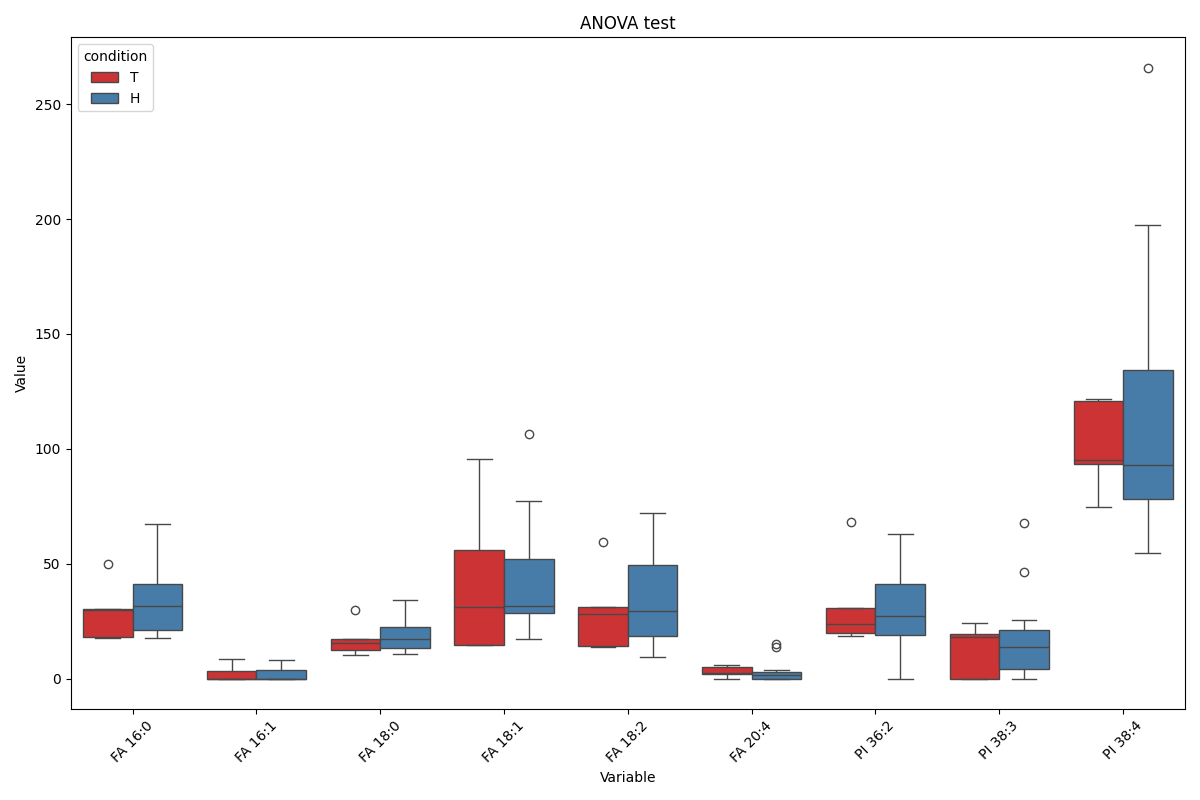 ANOVA test
condition
T
H
Value
250
200
150
100
50
0
FA 16:0
FA 16:1
FA 18:0
FA 18:1
FA 18:2
FA 20:4
PI 36:2
PI 38:3
PI 38:4
Variable